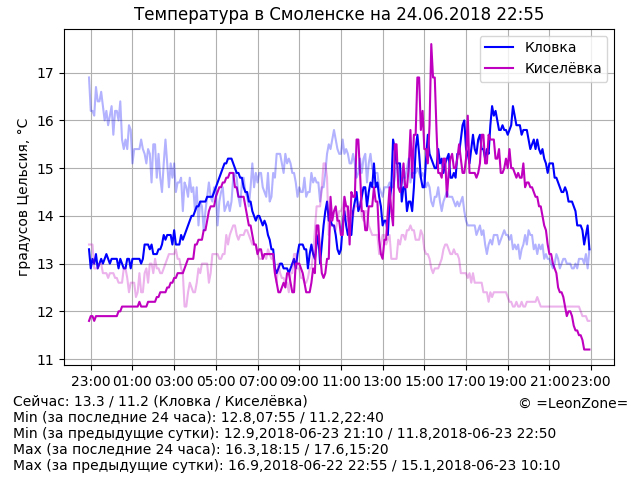 Температура в Смоленске на 24.06.2018 22:55
Кловка
Киселёвка
градусов Цельсия, °C
17
16
15
14
13
12
11
23:00 01:00 03:00 05:00 07:00 09:00 11:00 13:00 15:00 17:00 19:00 21:00 23:00
Сейчас: 13.3 / 11.2 (Кловка / Киселёвка)
© =LeonZone=
Min (за последние 24 часа): 12.8,07:55 / 11.2,22:40
Min (за предыдущие сутки): 12.9,2018-06-23 21:10 / 11.8,2018-06-23 22:50
Max (за последние 24 часа): 16.3,18:15 / 17.6,15:20
Max (за предыдущие сутки): 16.9,2018-06-22 22:55 / 15.1,2018-06-23 10:10